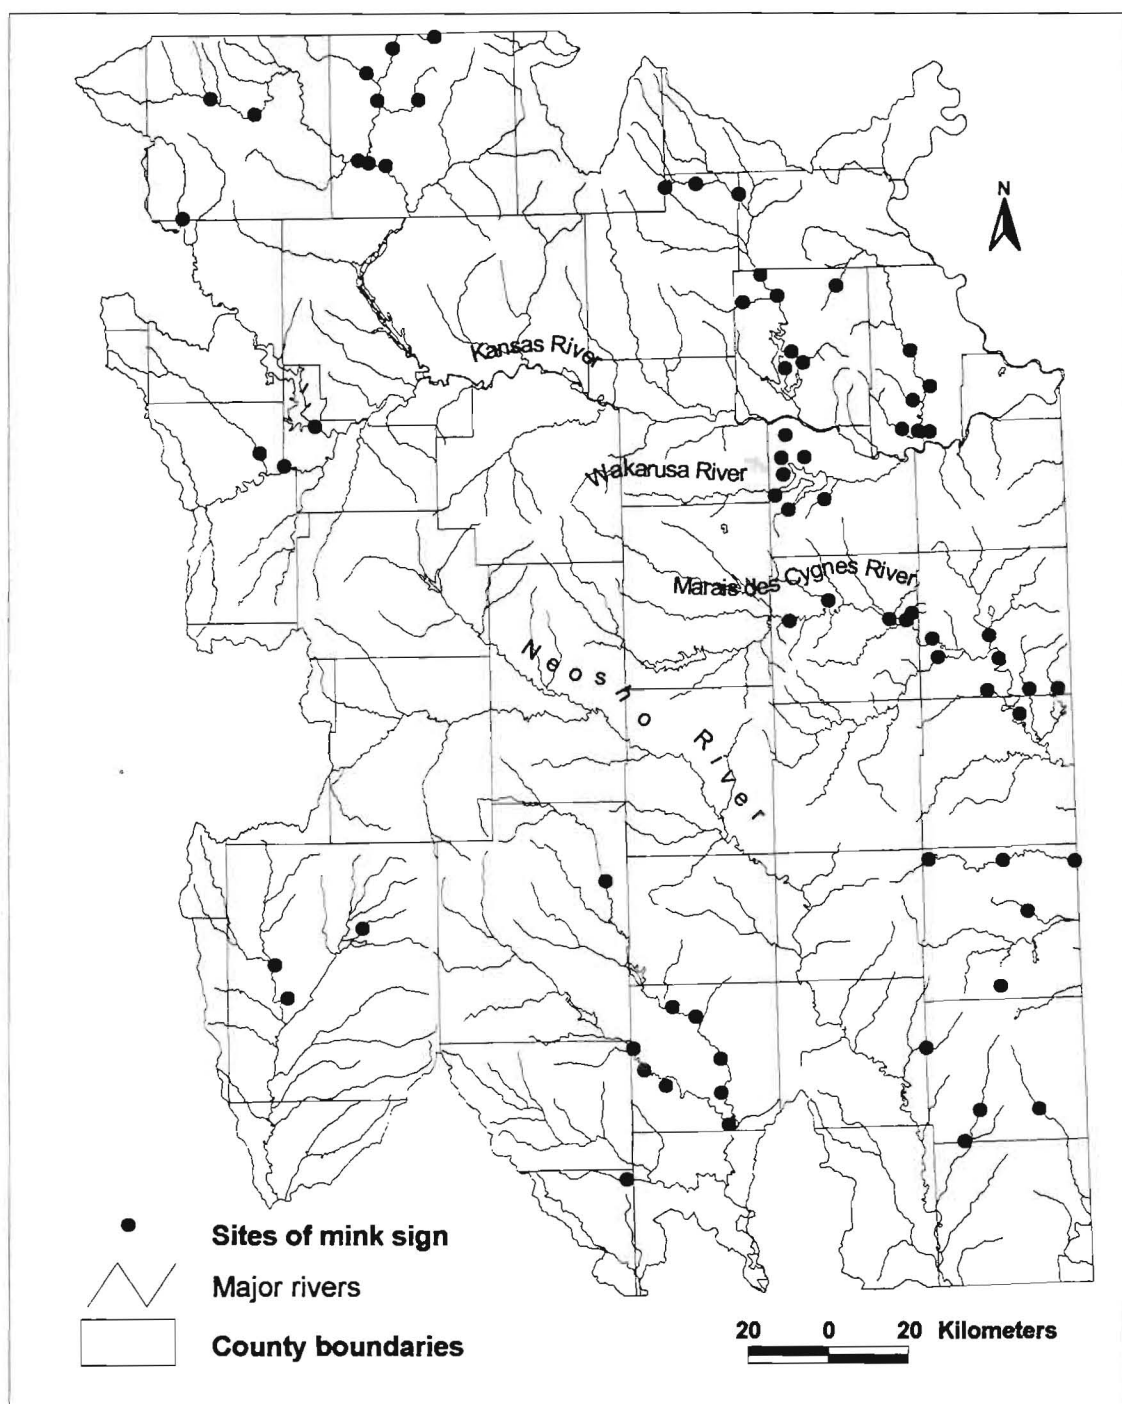 N
Kansas River
Wakarusa River
Marais des Cygnes River
Neosho River
Sites of mink sign
Major rivers
County boundaries
20 0 20 Kilometers